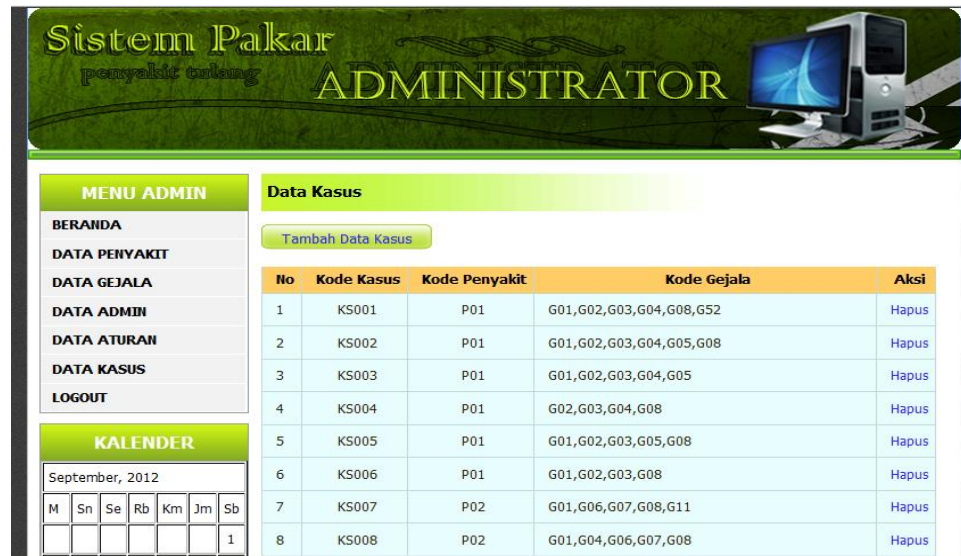 Sistem Pakar
penyakit tulang
ADMINISTRATOR
MENU ADMIN
BERANDA
DATA PENYAKIT
DATA GEJALA
DATA ADMIN
DATA ATURAN
DATA KASUS
LOGOUT
KALENDER
September, 2012
M Sn Se Rb Km Jm Sb
1
Data Kasus
Tambah Data Kasus
No Kode Kasus Kode Penyakit Kode Gejala Aksi
1 KS001 P01 G01,G02,G03,G04,G08,G52 Hapus
2 KS002 P01 G01,G02,G03,G04,G05,G08 Hapus
3 KS003 P01 G01,G02,G03,G04,G05 Hapus
4 KS004 P01 G02,G03,G04,G08 Hapus
5 KS005 P01 G01,G02,G03,G05,G08 Hapus
6 KS006 P01 G01,G02,G03,G08 Hapus
7 KS007 P02 G01,G06,G07,G08,G11 Hapus
8 KS008 P02 G01,G04,G06,G07,G08 Hapus